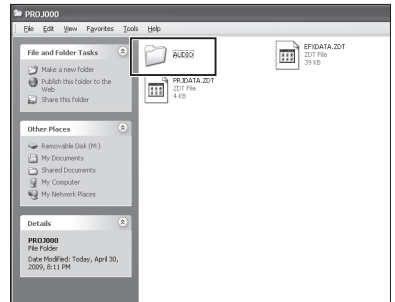 PROJ000
File Edit View Favorites Tools Help
File and Folder Tasks
Make a new folder
Publish this folder to the
Web
Share this folder
Other Places
Removable Disk (M:)
My Documents
Shared Documents
My Computer
My Network Places
Details
PROJ000
File Folder
Date Modified: Today, April 30,
2009, 8:11 PM
AUDIO
EFXDATA.ZDT
ZDT File
39 KB
PRJDATA.ZDT
ZDT File
4 KB